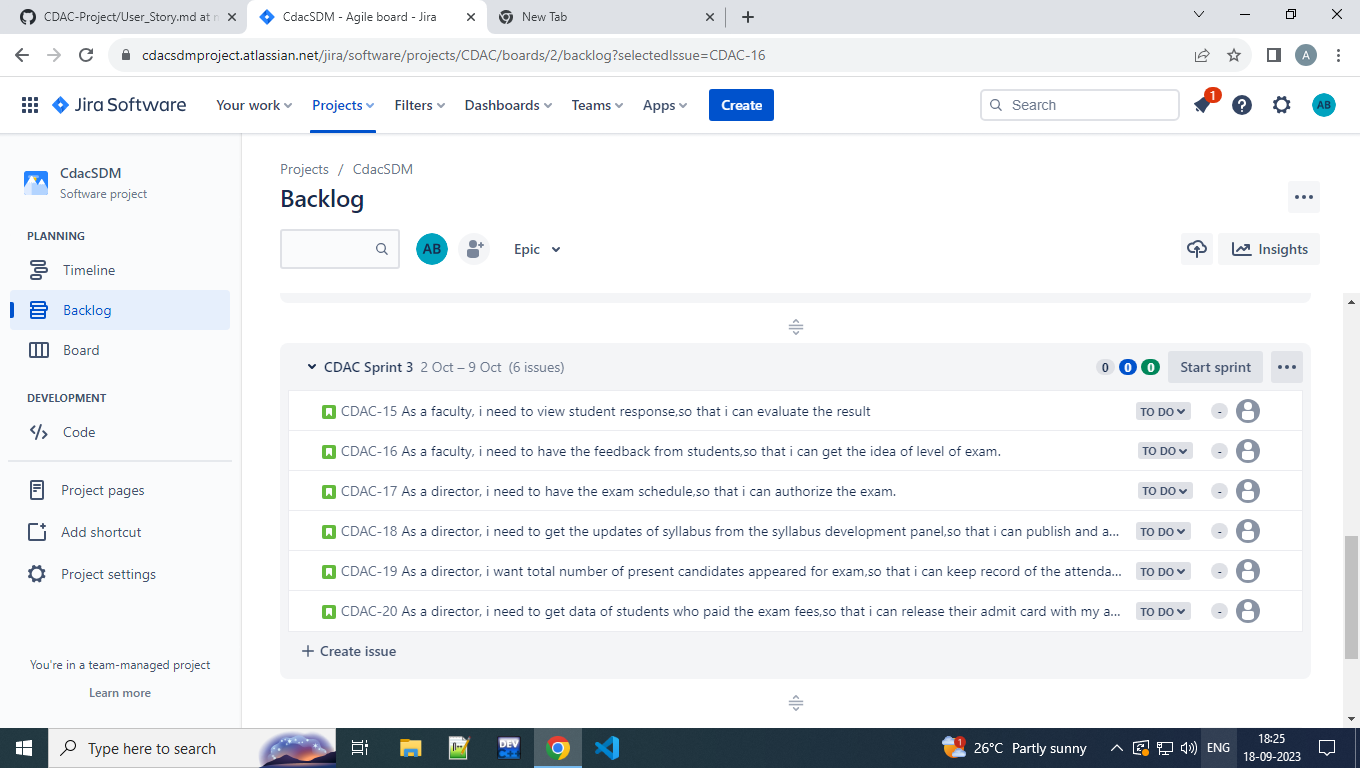 CDAC-Project/User_Story.md at
CdacSDM - Agile board - Jira
New Tab
cdacsdmproject.atlassian.net/jira/software/projects/CDAC/boards/2/backlog?selectedIssue=CDAC-16
A
Jira Software
Your work
Projects
Filters
Dashboards
Teams
Apps
Create
Search
1
AB
CdacSDM
Software project
PLANNING
Timeline
Backlog
Board
DEVELOPMENT
Code
Project pages
Add shortcut
Project settings
You're in a team-managed project
Learn more
Projects / CdacSDM
Backlog
AB
Epic
Insights
CDAC Sprint 3 2 Oct – 9 Oct (6 issues)
0 0 0
Start sprint
CDAC-15 As a faculty, i need to view student response,so that i can evaluate the result TO DO -
CDAC-16 As a faculty, i need to have the feedback from students,so that i can get the idea of level of exam. TO DO -
CDAC-17 As a director, i need to have the exam schedule,so that i can authorize the exam. TO DO -
CDAC-18 As a director, i need to get the updates of syllabus from the syllabus development panel,so that i can publish and a... TO DO -
CDAC-19 As a director, i want total number of present candidates appeared for exam,so that i can keep record of the attenda... TO DO -
CDAC-20 As a director, i need to get data of students who paid the exam fees,so that i can release their admit card with my a... TO DO -
Create issue
Type here to search
DEV
1
26°C Partly sunny
ENG
18:25
18-09-2023